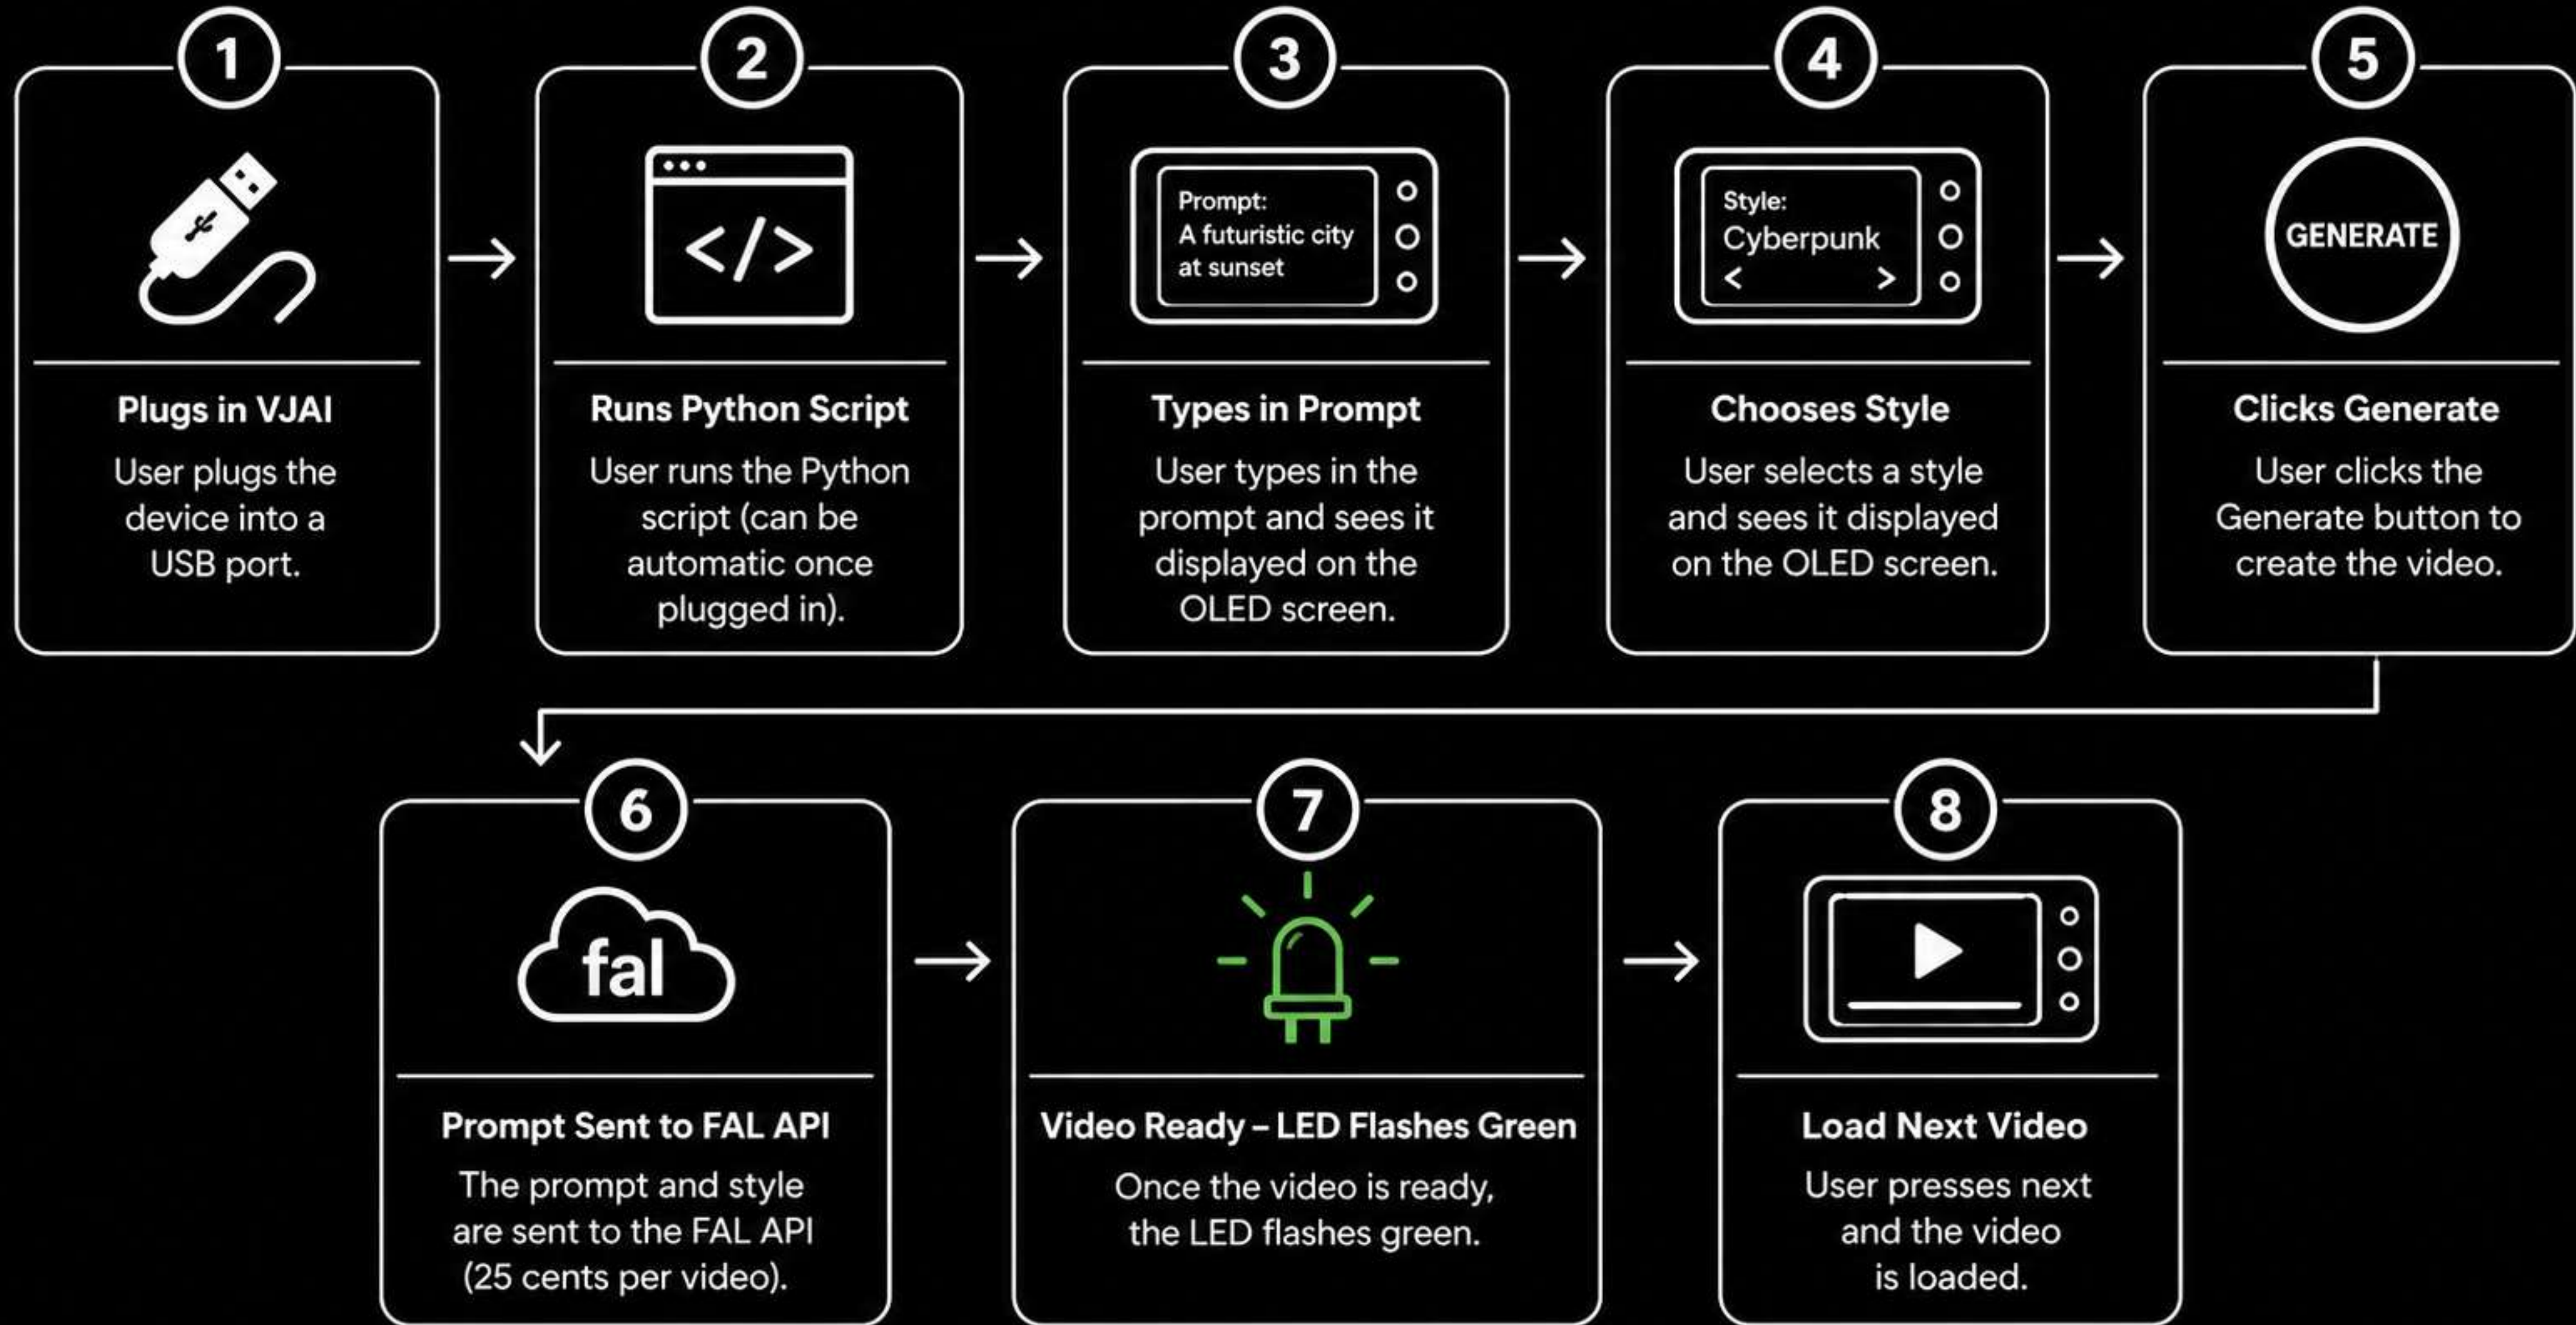 1
Plugs in VJAI
User plugs the
device into a
USB port.
2
</>
Runs Python Script
User runs the Python
script (can be
automatic once
plugged in).
3
Prompt:
A futuristic city
at sunset
Types in Prompt
User types in the
prompt and sees it
displayed on the
OLED screen.
4
Style:
Cyberpunk
< >
Chooses Style
User selects a style
and sees it displayed
on the OLED screen.
5
GENERATE
Clicks Generate
User clicks the
Generate button to
create the video.
6
fal
Prompt Sent to FAL API
The prompt and style
are sent to the FAL API
(25 cents per video).
7
Video Ready – LED Flashes Green
Once the video is ready,
the LED flashes green.
8
Load Next Video
User presses next
and the video
is loaded.